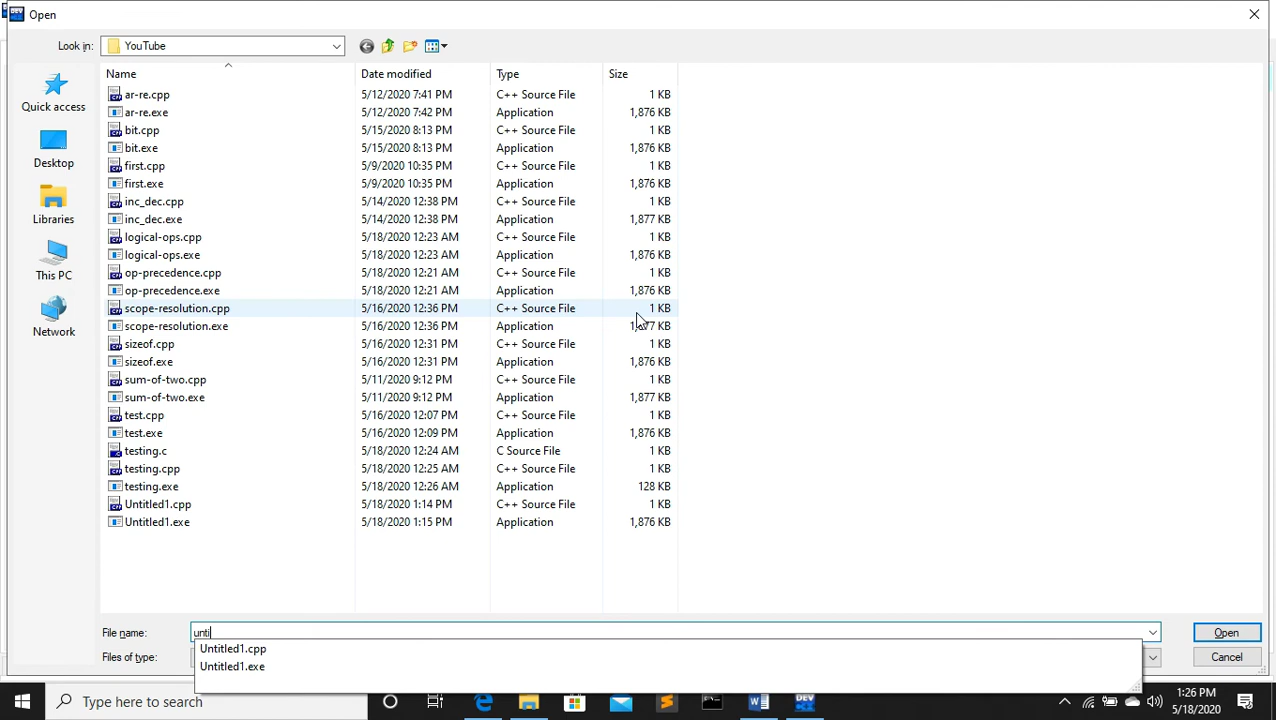 Open
Look in: YouTube
Name Date modified Type Size
Quick access
Desktop
Libraries
This PC
Network
ar-re.cpp 5/12/2020 7:41 PM C++ Source File 1 KB
ar-re.exe 5/12/2020 7:42 PM Application 1,876 KB
bit.cpp 5/15/2020 8:13 PM C++ Source File 1 KB
bit.exe 5/15/2020 8:13 PM Application 1,876 KB
first.cpp 5/9/2020 10:35 PM C++ Source File 1 KB
first.exe 5/9/2020 10:35 PM Application 1,876 KB
inc_dec.cpp 5/14/2020 12:38 PM C++ Source File 1 KB
inc_dec.exe 5/14/2020 12:38 PM Application 1,877 KB
logical-ops.cpp 5/18/2020 12:23 AM C++ Source File 1 KB
logical-ops.exe 5/18/2020 12:23 AM Application 1,876 KB
op-precedence.cpp 5/18/2020 12:21 AM C++ Source File 1 KB
op-precedence.exe 5/18/2020 12:21 AM Application 1,876 KB
scope-resolution.cpp 5/16/2020 12:36 PM C++ Source File 1 KB
scope-resolution.exe 5/16/2020 12:36 PM Application 1,877 KB
sizeof.cpp 5/16/2020 12:31 PM C++ Source File 1 KB
sizeof.exe 5/16/2020 12:31 PM Application 1,876 KB
sum-of-two.cpp 5/11/2020 9:12 PM C++ Source File 1 KB
sum-of-two.exe 5/11/2020 9:12 PM Application 1,877 KB
test.cpp 5/16/2020 12:07 PM C++ Source File 1 KB
test.exe 5/16/2020 12:09 PM Application 1,876 KB
testing.c 5/18/2020 12:24 AM C Source File 1 KB
testing.cpp 5/18/2020 12:25 AM C++ Source File 1 KB
testing.exe 5/18/2020 12:26 AM Application 128 KB
Untitled1.cpp 5/18/2020 1:14 PM C++ Source File 1 KB
Untitled1.exe 5/18/2020 1:15 PM Application 1,876 KB
File name: unti Open
Untitled1.cpp
Files of type: Cancel
Untitled1.exe
Type here to search
1:26 PM
5/18/2020